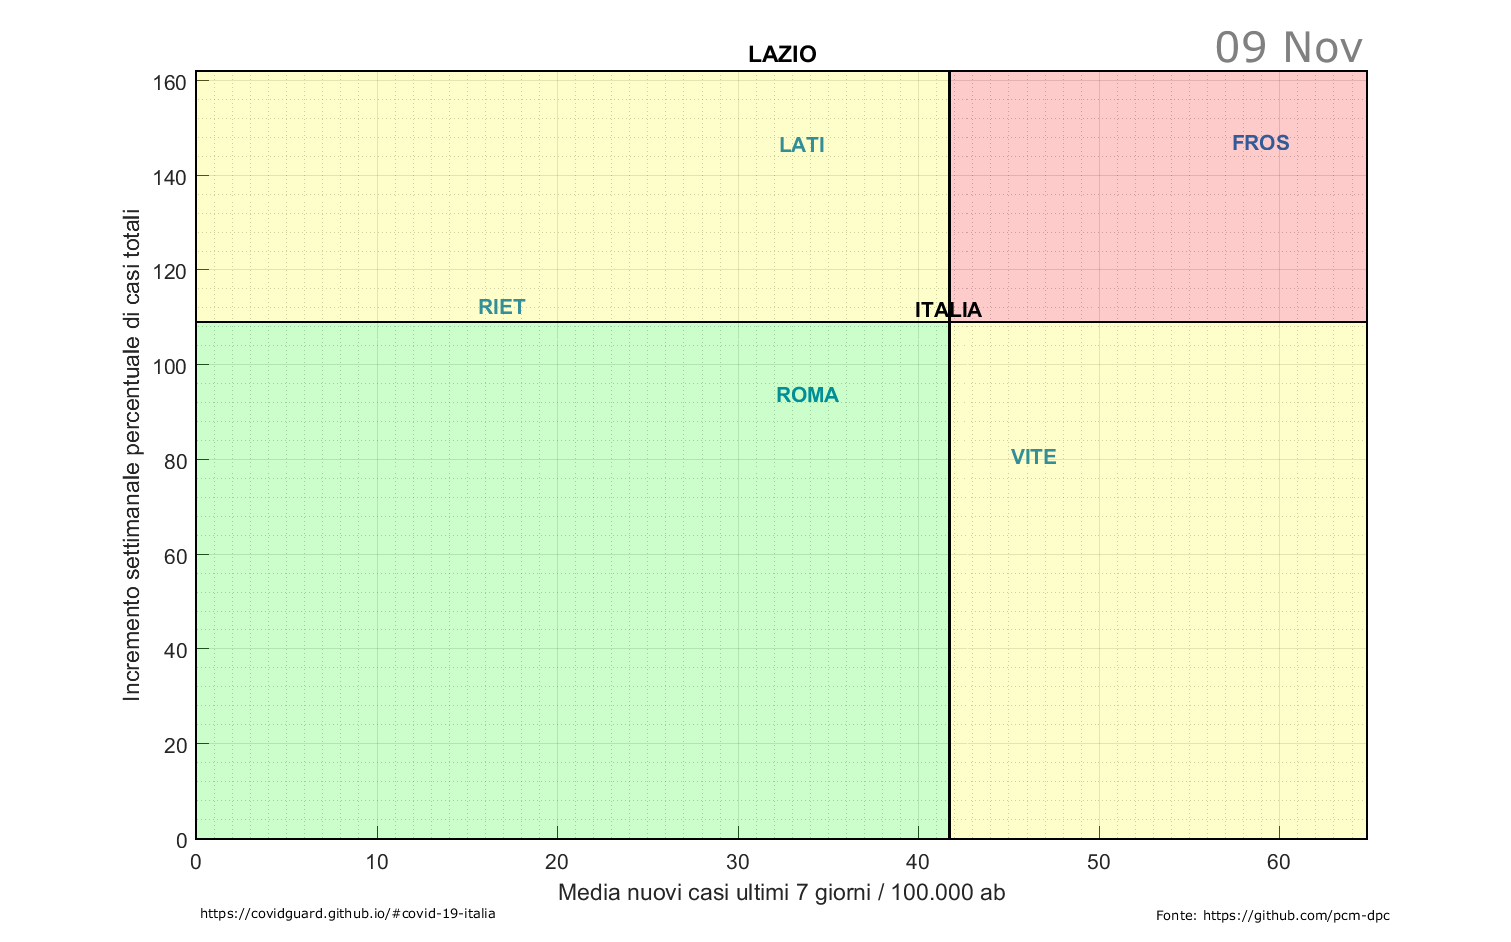 LAZIO
09 Nov
Incremento settimanale percentuale di casi totali
160
140
120
100
80
60
40
20
0
LATI
FROS
RIET
ITALIA
ROMA
VITE
0 10 20 30 40 50 60
Media nuovi casi ultimi 7 giorni / 100.000 ab
https://covidguard.github.io/#covid-19-italia
Fonte: https://github.com/pcm-dpc